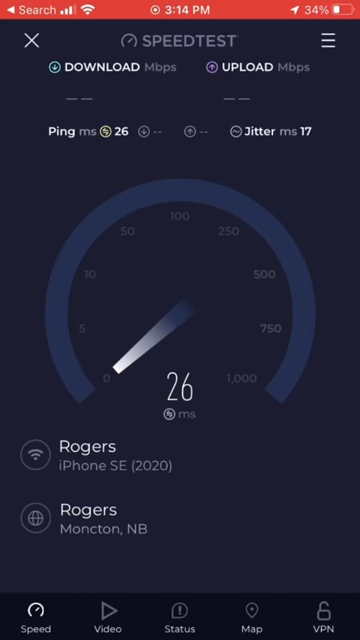 ◀ Search 3:14 PM 34%
SPEEDTEST
DOWNLOAD Mbps UPLOAD Mbps
— — — —
Ping ms 26 -- -- Jitter ms 17
100
50 250
10 500
5 750
0 1,000
26
ms
Rogers
iPhone SE (2020)
Rogers
Moncton, NB
Speed Video Status Map VPN